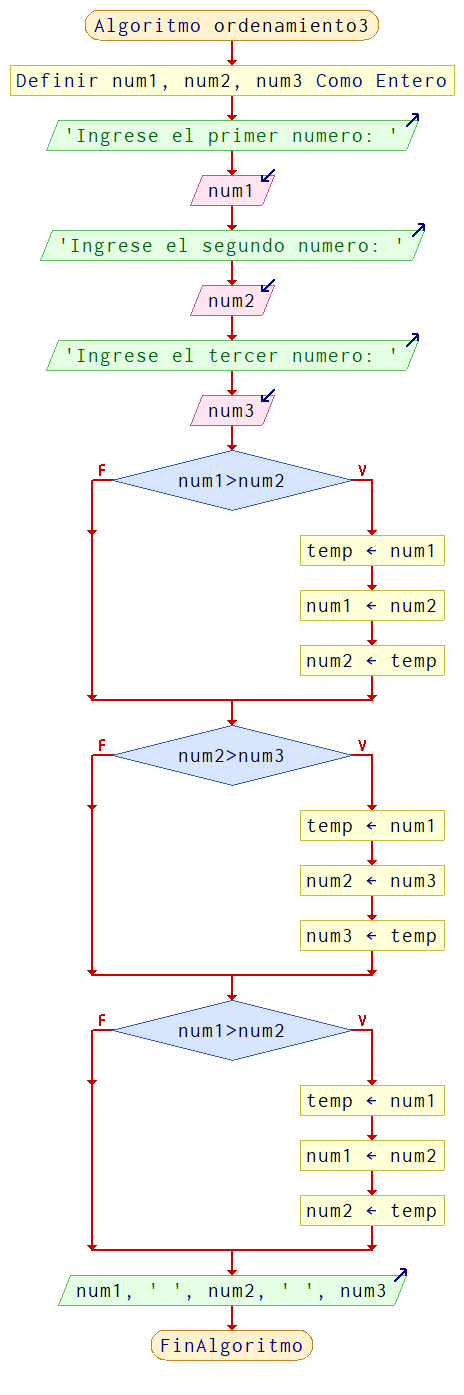 Algoritmo ordenamiento3
Definir num1, num2, num3 Como Entero
'Ingrese el primer numero: '
num1
'Ingrese el segundo numero: '
num2
'Ingrese el tercer numero: '
num3
F
num1>num2
V
temp ← num1
num1 ← num2
num2 ← temp
F
num2>num3
V
temp ← num1
num2 ← num3
num3 ← temp
F
num1>num2
V
temp ← num1
num1 ← num2
num2 ← temp
num1, ' ', num2, ' ', num3
FinAlgoritmo